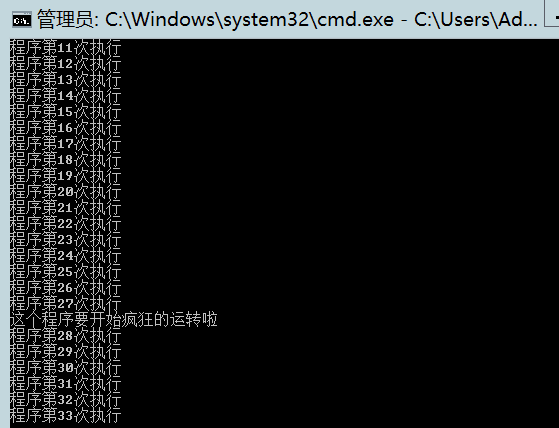 管理员: C:\Windows\system32\cmd.exe - C:\Users\Ad...
程序第11次执行
程序第12次执行
程序第13次执行
程序第14次执行
程序第15次执行
程序第16次执行
程序第17次执行
程序第18次执行
程序第19次执行
程序第20次执行
程序第21次执行
程序第22次执行
程序第23次执行
程序第24次执行
程序第25次执行
程序第26次执行
程序第27次执行
这个程序要开始疯狂的运转啦
程序第28次执行
程序第29次执行
程序第30次执行
程序第31次执行
程序第32次执行
程序第33次执行